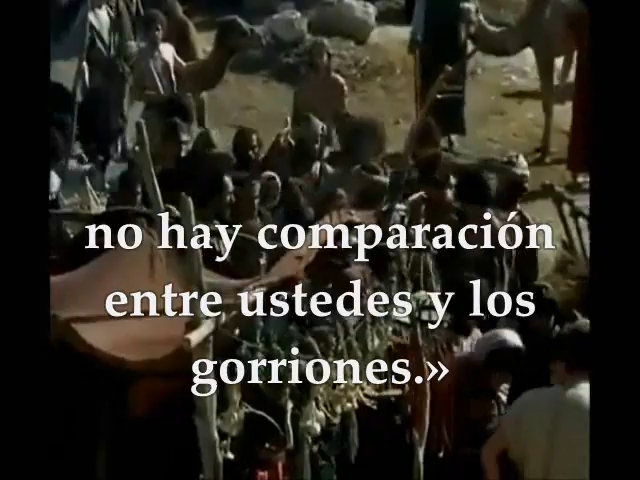 no hay comparación
entre ustedes y los
gorriones.»